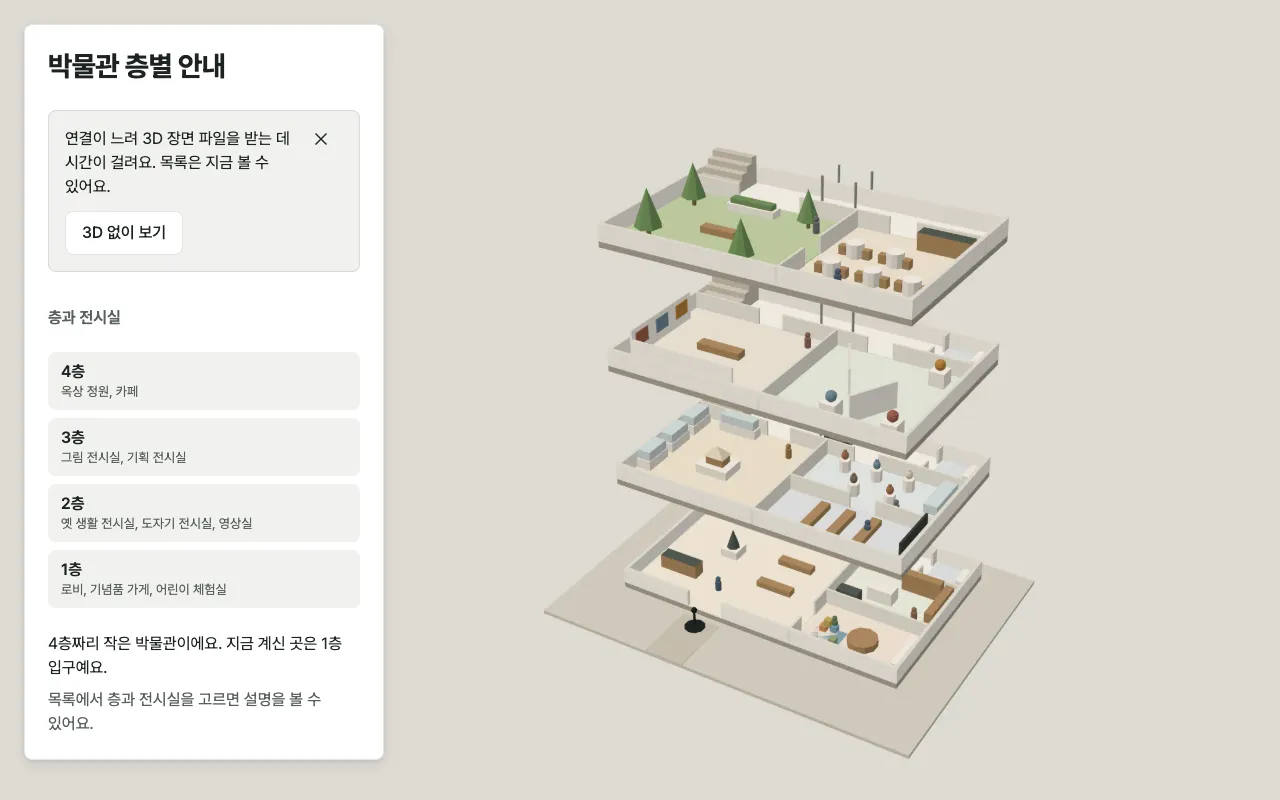 박물관 층별 안내
연결이 느려 3D 장면 파일을 받는 데
시간이 걸려요. 목록은 지금 볼 수
있어요.
3D 없이 보기
층과 전시실
4층
옥상 정원, 카페
3층
그림 전시실, 기획 전시실
2층
옛 생활 전시실, 도자기 전시실, 영상실
1층
로비, 기념품 가게, 어린이 체험실
4층짜리 작은 박물관이에요. 지금 계신 곳은 1층
입구예요.
목록에서 층과 전시실을 고르면 설명을 볼 수
있어요.